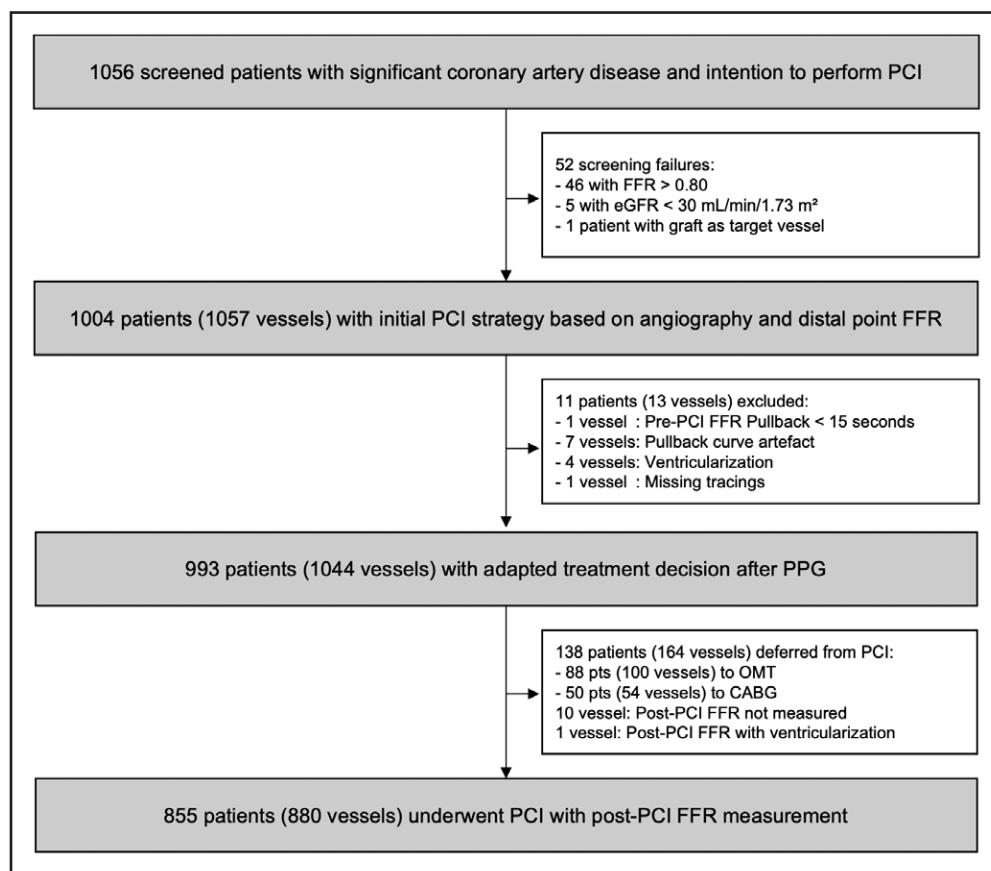 1056 screened patients with significant coronary artery disease and intention to perform PCI
52 screening failures:
- 46 with FFR > 0.80
- 5 with eGFR < 30 mL/min/1.73 m²
- 1 patient with graft as target vessel
1004 patients (1057 vessels) with initial PCI strategy based on angiography and distal point FFR
11 patients (13 vessels) excluded:
- 1 vessel : Pre-PCI FFR Pullback < 15 seconds
- 7 vessels: Pullback curve artefact
- 4 vessels: Ventricularization
- 1 vessel : Missing tracings
993 patients (1044 vessels) with adapted treatment decision after PPG
138 patients (164 vessels) deferred from PCI:
- 88 pts (100 vessels) to OMT
- 50 pts (54 vessels) to CABG
10 vessel: Post-PCI FFR not measured
1 vessel: Post-PCI FFR with ventricularization
855 patients (880 vessels) underwent PCI with post-PCI FFR measurement